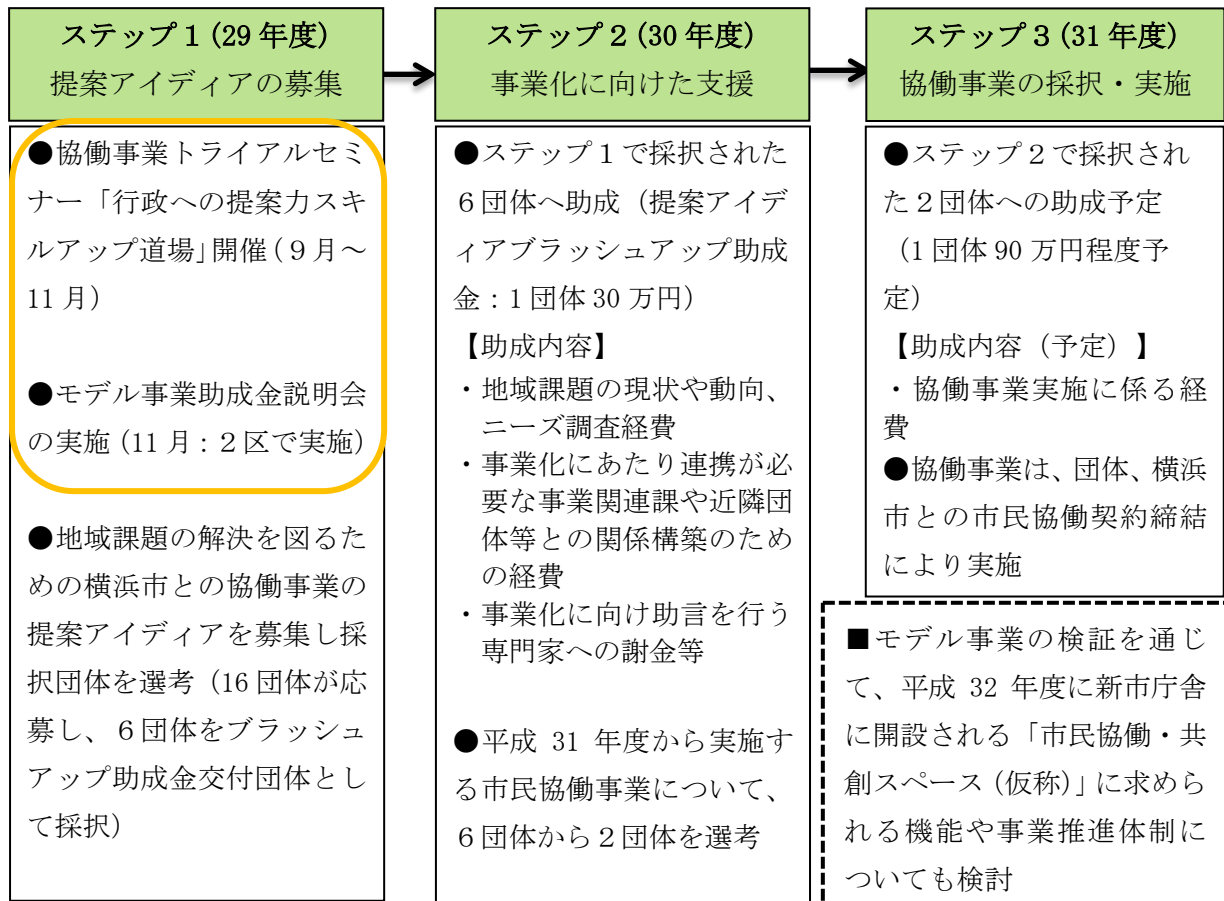 ステップ１(29 年度)
提案アイディアの募集
●協働事業トライアルセミ
ナー「行政への提案力スキ
ルアップ道場」開催（９月～
11 月）
●モデル事業助成金説明会
の実施（11 月：２区で実施）
●地域課題の解決を図るた
めの横浜市との協働事業の
提案アイディアを募集し採
択団体を選考（16 団体が応
募し、６団体をブラッシュ
アップ助成金交付団体とし
て採択）
ステップ２(30 年度)
事業化に向けた支援
●ステップ１で採択された
６団体へ助成（提案アイデ
ィアブラッシュアップ助成
金：1 団体 30 万円）
【助成内容】
・地域課題の現状や動向、
ニーズ調査経費
・事業化にあたり連携が必
要な事業関連課や近隣団
体等との関係構築のため
の経費
・事業化に向け助言を行う
専門家への謝金等
●平成 31 年度から実施す
る市民協働事業について、
６団体から２団体を選考
ステップ３(31 年度)
協働事業の採択・実施
●ステップ２で採択され
た２団体への助成予定
（1 団体 90 万円程度予
定）
【助成内容（予定）】
・協働事業実施に係る経
費
●協働事業は、団体、横浜
市との市民協働契約締結
により実施
■モデル事業の検証を通じ
て、平成 32 年度に新市庁舎
に開設される「市民協働・共
創スペース（仮称）」に求めら
れる機能や事業推進体制に
ついても検討